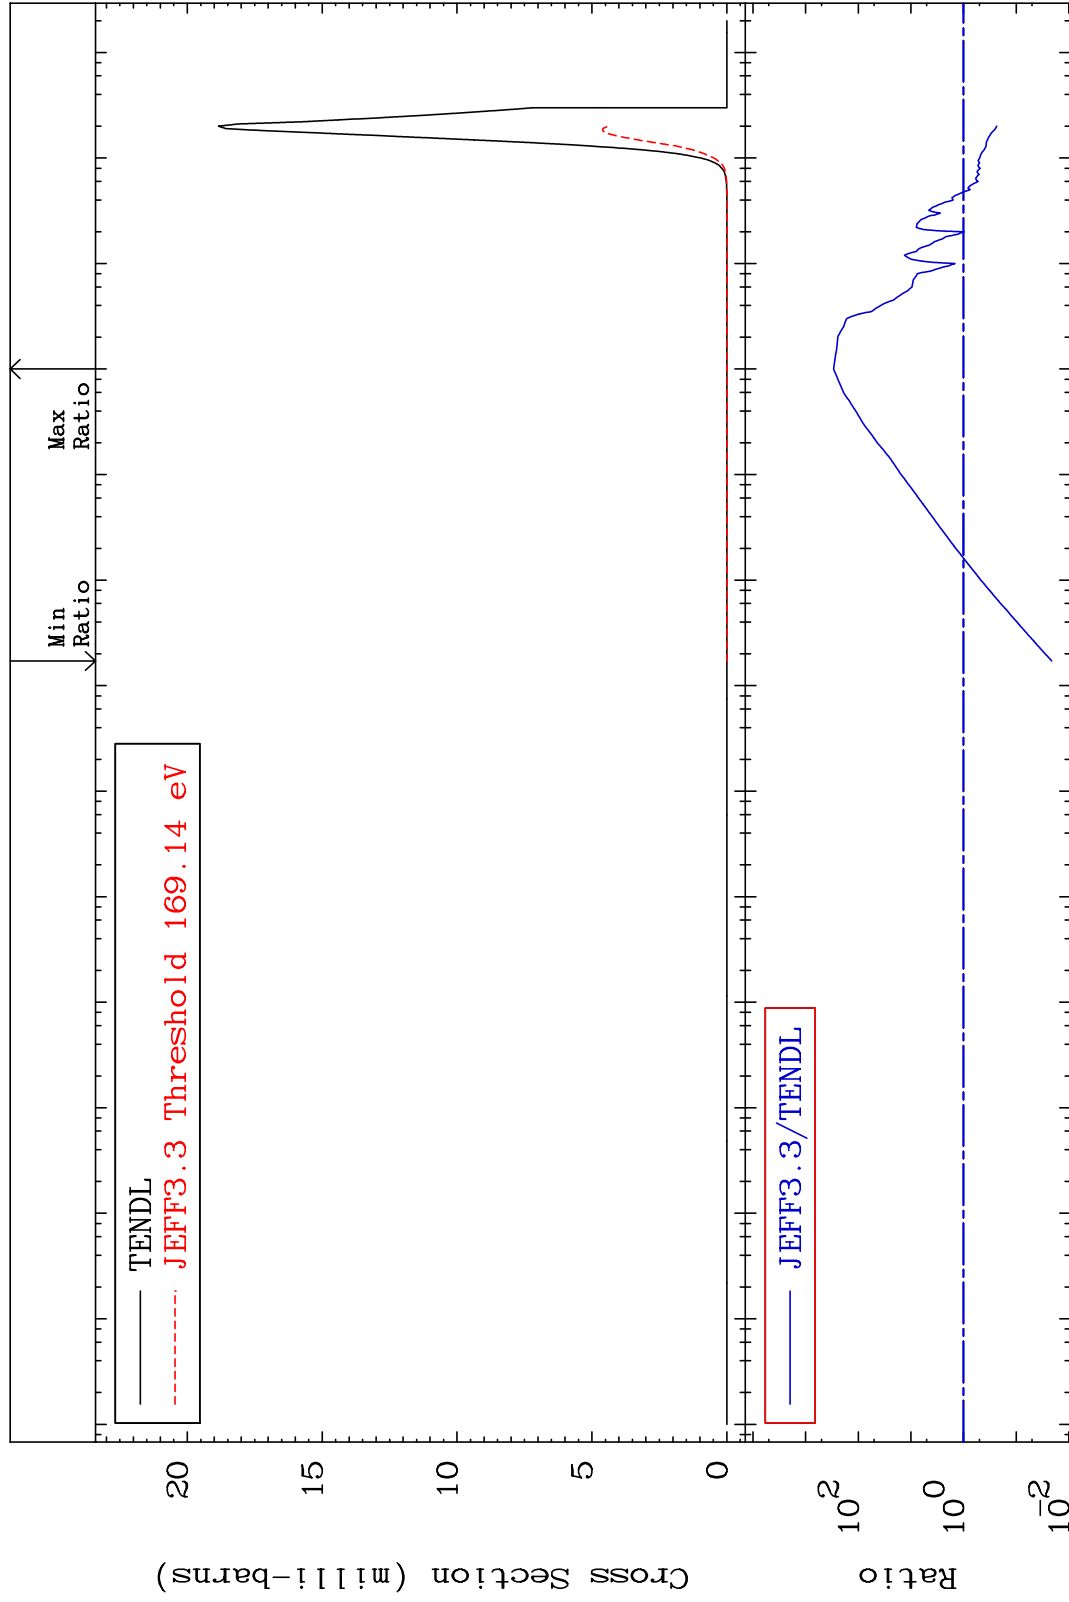 Min
Ratio
Max
Ratio
TENDL
JEFF3.3 Threshold 169.14 eV
Cross Section (milli-barns)
20
15
10
5
0
JEFF3.3/TENDL
Ratio
10^2
10^0
10^-2